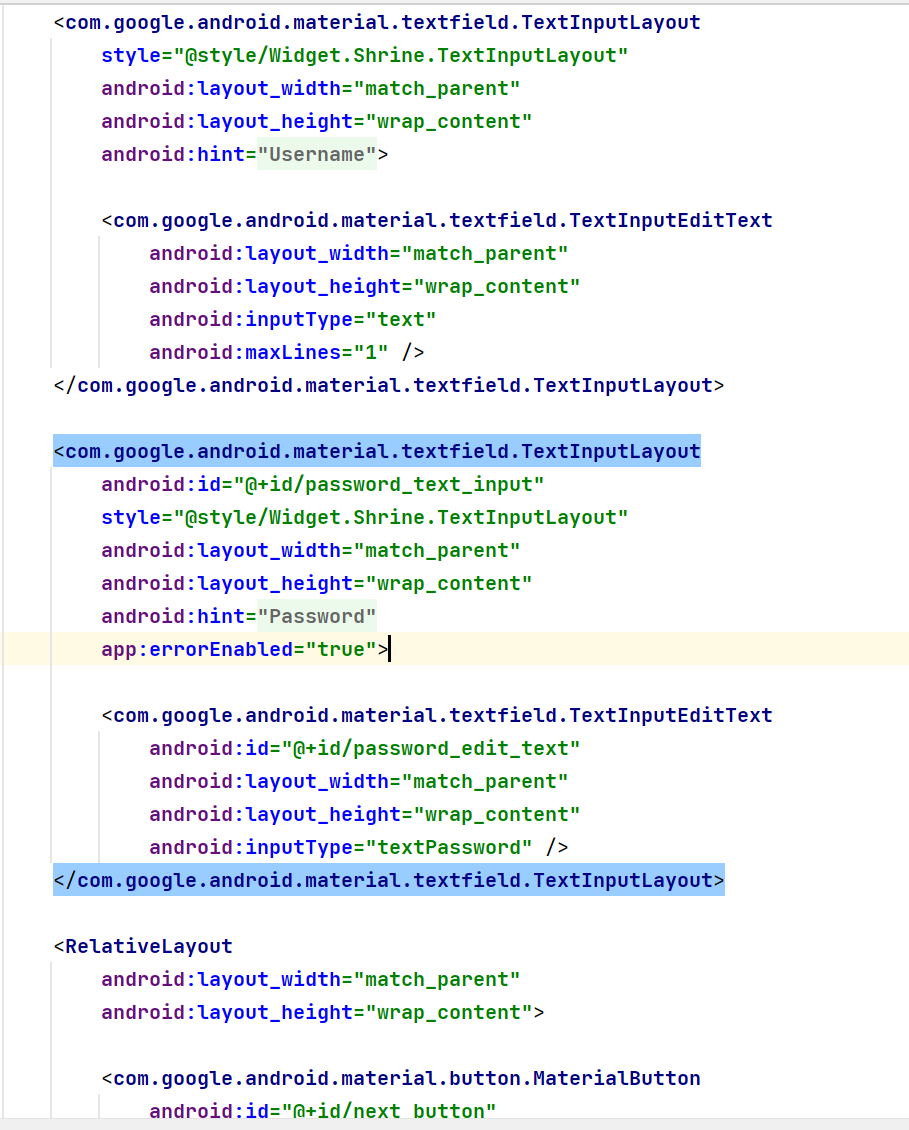 <com.google.android.material.textfield.TextInputLayout
style="@style/Widget.Shrine.TextInputLayout"
android:layout_width="match_parent"
android:layout_height="wrap_content"
android:hint="Username">
<com.google.android.material.textfield.TextInputEditText
android:layout_width="match_parent"
android:layout_height="wrap_content"
android:inputType="text"
android:maxLines="1" />
</com.google.android.material.textfield.TextInputLayout>
<com.google.android.material.textfield.TextInputLayout
android:id="@+id/password_text_input"
style="@style/Widget.Shrine.TextInputLayout"
android:layout_width="match_parent"
android:layout_height="wrap_content"
android:hint="Password"
app:errorEnabled="true">
<com.google.android.material.textfield.TextInputEditText
android:id="@+id/password_edit_text"
android:layout_width="match_parent"
android:layout_height="wrap_content"
android:inputType="textPassword" />
</com.google.android.material.textfield.TextInputLayout>
<RelativeLayout
android:layout_width="match_parent"
android:layout_height="wrap_content">
<com.google.android.material.button.MaterialButton
android:id="@+id/next_button"